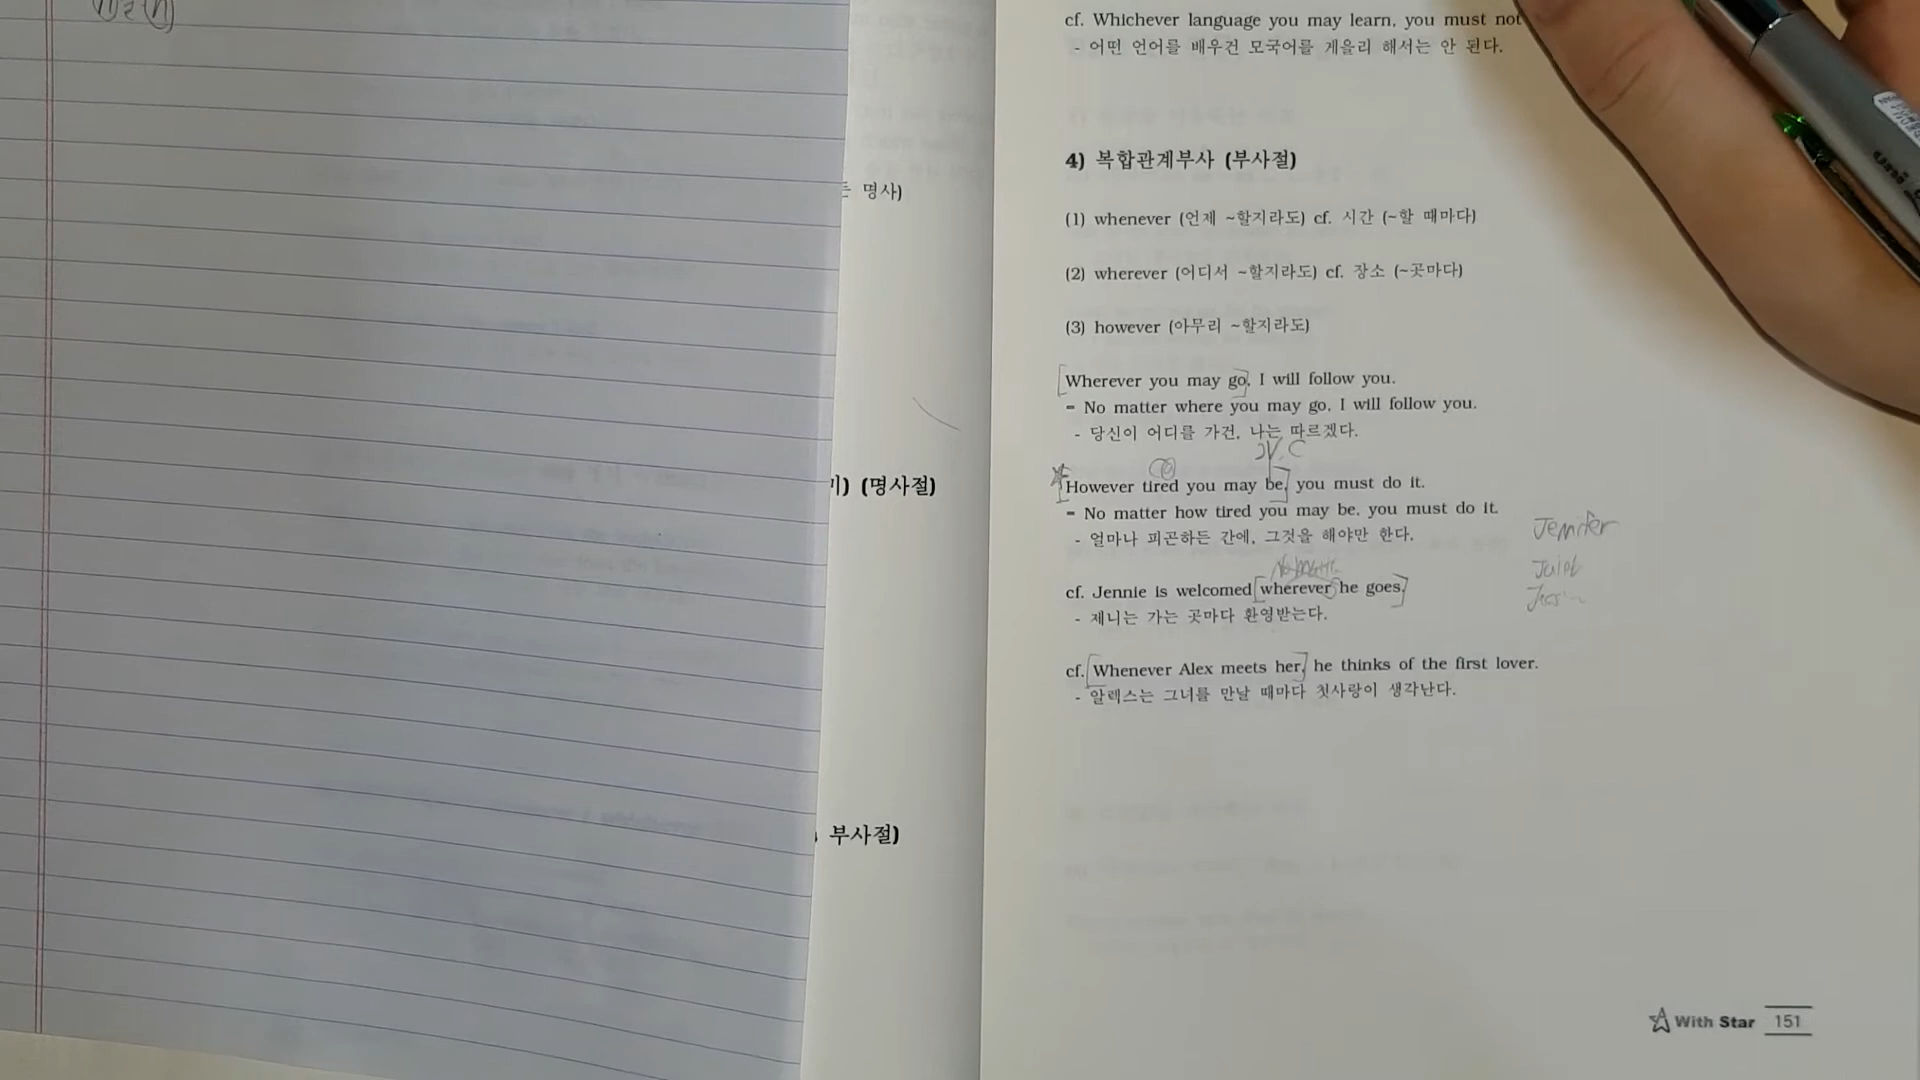 cf. Whichever language you may learn, you must not
- 어떤 언어를 배우건 모국어를 게을리 해서는 안 된다.
명사)
4) 복합관계부사 (부사절)
(1) whenever (언제 ~할지라도) cf. 시간 (~할 때마다)
(2) wherever (어디서 ~할지라도) cf. 장소 (~곳마다)
(3) however (아무리 ~할지라도)
Wherever you may go, I will follow you.
= No matter where you may go, I will follow you.
- 당신이 어디를 가건, 나는 따르겠다.
2V.C
(명사절)
However tired you may be, you must do it.
= No matter how tired you may be, you must do it.
- 얼마나 피곤하든 간에, 그것을 해야만 한다.
Jennifer
No matter
cf. Jennie is welcomed wherever he goes.
- 제니는 가는 곳마다 환영받는다.
cf. Whenever Alex meets her, he thinks of the first lover.
- 알렉스는 그녀를 만날 때마다 첫사랑이 생각난다.
부사절)
With Star 151